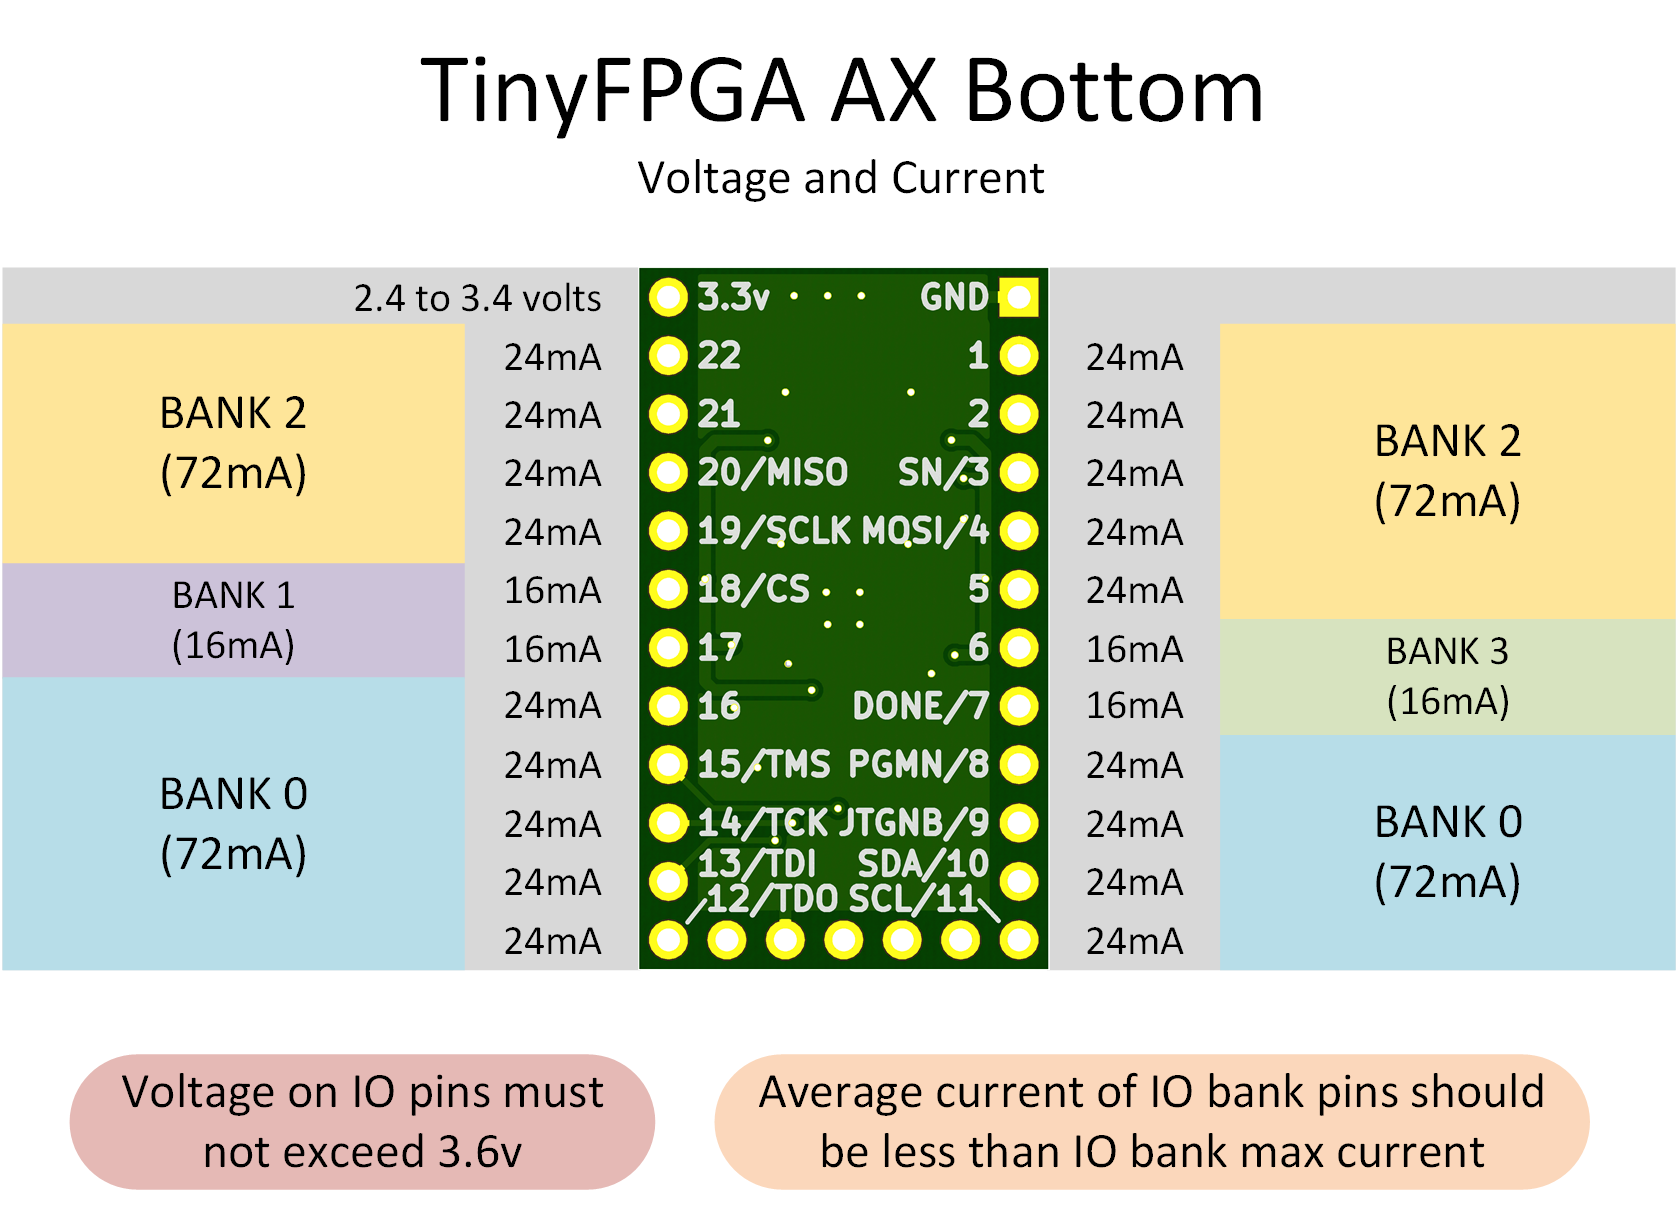 TinyFPGA AX Bottom
Voltage and Current
2.4 to 3.4 volts 3.3v GND
24mA 22 1 24mA
BANK 2
(72mA)
24mA 21 2 24mA
24mA 20/MISO SN/3 24mA
BANK 2
(72mA)
24mA 19/SCLK MOSI/4 24mA
BANK 1
(16mA)
16mA 18/CS 5 24mA
16mA 17 6 16mA
BANK 3
(16mA)
24mA 16 DONE/7 16mA
24mA 15/TMS PGMN/8 24mA
BANK 0
(72mA)
24mA 14/TCK JTGNB/9 24mA
BANK 0
(72mA)
24mA 13/TDI SDA/10 24mA
12/TDO SCL/11
24mA 24mA
Voltage on IO pins must
not exceed 3.6v
Average current of IO bank pins should
be less than IO bank max current